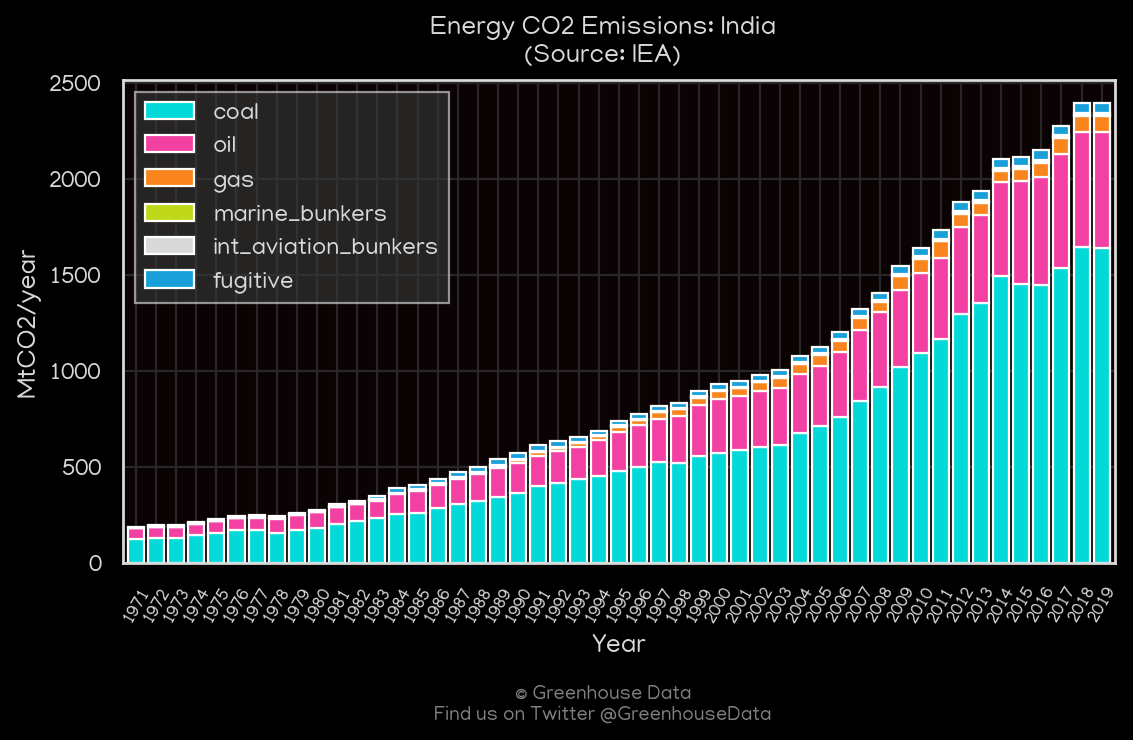 Energy CO2 Emissions: India
(Source: IEA)
MtCO2/year
2500
2000
1500
1000
500
0
coal
oil
gas
marine_bunkers
int_aviation_bunkers
fugitive
1971 1972 1973 1974 1975 1976 1977 1978 1979 1980 1981 1982 1983 1984 1985 1986 1987 1988 1989 1990 1991 1992 1993 1994 1995 1996 1997 1998 1999 2000 2001 2002 2003 2004 2005 2006 2007 2008 2009 2010 2011 2012 2013 2014 2015 2016 2017 2018 2019
Year
© Greenhouse Data
Find us on Twitter @GreenhouseData